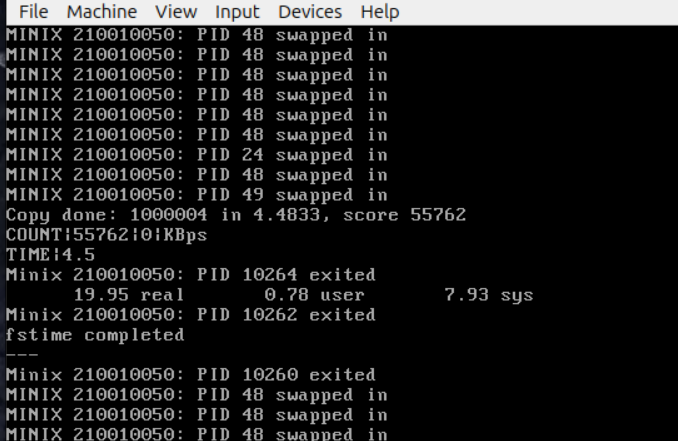 File Machine View Input Devices Help
MINIX 210010050: PID 48 swapped in
MINIX 210010050: PID 48 swapped in
MINIX 210010050: PID 48 swapped in
MINIX 210010050: PID 48 swapped in
MINIX 210010050: PID 48 swapped in
MINIX 210010050: PID 48 swapped in
MINIX 210010050: PID 24 swapped in
MINIX 210010050: PID 48 swapped in
MINIX 210010050: PID 49 swapped in
Copy done: 1000004 in 4.4833, score 55762
COUNT|55762|0|KBps
TIME|4.5
Minix 210010050: PID 10264 exited
19.95 real 0.78 user 7.93 sys
Minix 210010050: PID 10262 exited
fstime completed
---
Minix 210010050: PID 10260 exited
MINIX 210010050: PID 48 swapped in
MINIX 210010050: PID 48 swapped in
MINIX 210010050: PID 48 swapped in